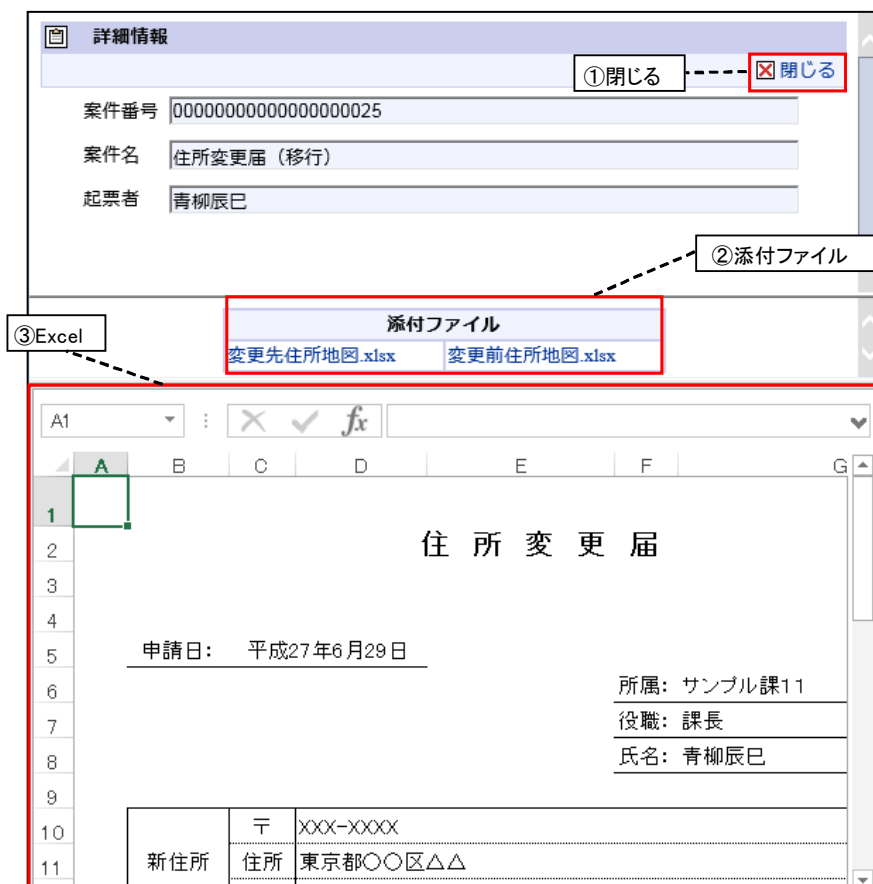 詳細情報
①閉じる
閉じる
案件番号 00000000000000000025
案件名 住所変更届（移行）
起票者 青柳辰巳
②添付ファイル
添付ファイル
③Excel
変更先住所地図.xlsx 変更前住所地図.xlsx
A1 fx
A B C D E F G
1
2 住 所 変 更 届
3
4
5 申請日： 平成27年6月29日
6 所属： サンプル課11
7 役職： 課長
8 氏名： 青柳辰巳
9
10 〒 XXX-XXXX
11 新住所 住所 東京都○○区△△